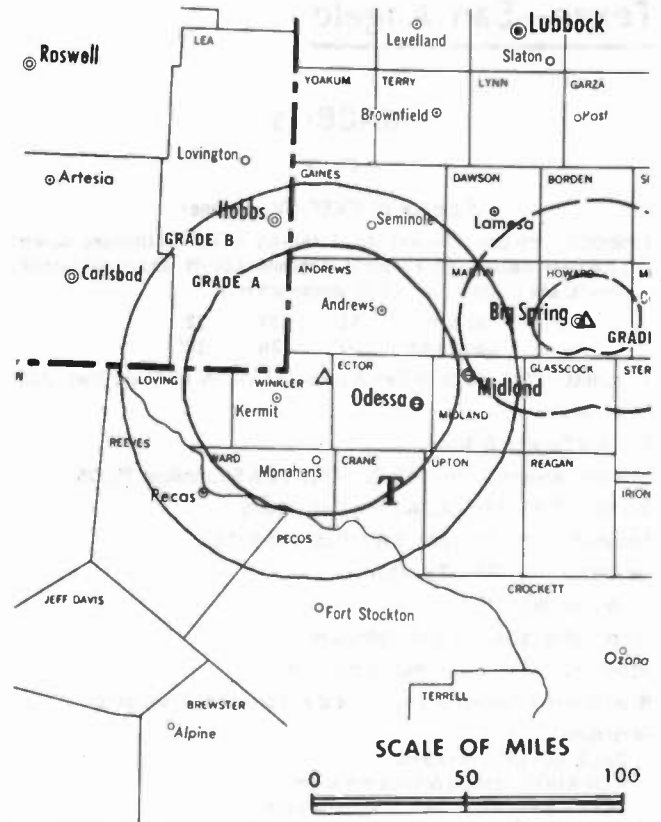 Lubbock
Levelland
Slaton
LEA
Roswell
YOAKUM
TERRY
LYNN
GARZA
Brownfield
Post
Lovington
Artesia
GAINES
DAWSON
BORDEN
Hobbs
Seminole
Lamesa
GRADE B
Carlsbad
GRADE A
ANDREWS
MARTIN
HOWARD
Andrews
Big Spring
GRADE
LOVING
WINKLER
ECTOR
GLASSCOCK
STER
Kermit
Odessa
Midland
MIDLAND
REEVES
WARD
Monahans
CRANE
UPTON
REAGAN
Pecos
T
IRION
PECOS
CROCKETT
JEFF DAVIS
Fort Stockton
Ozona
TERRELL
BREWSTER
Alpine
SCALE OF MILES
0 50 100